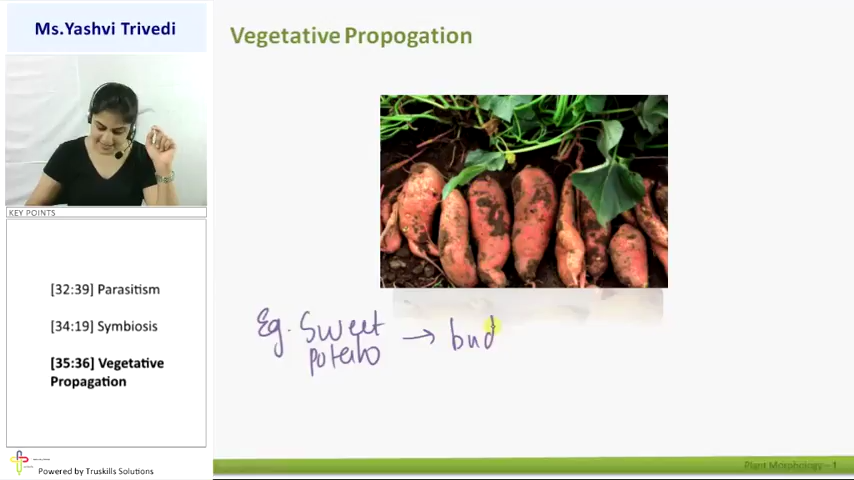 Ms.Yashvi Trivedi
Vegetative Propogation
KEY POINTS
[32:39] Parasitism
[34:19] Symbiosis
[35:36] Vegetative
Propagation
Eg. Sweet
potato → bud
Powered by Truskills Solutions
Plant Morphology – 1